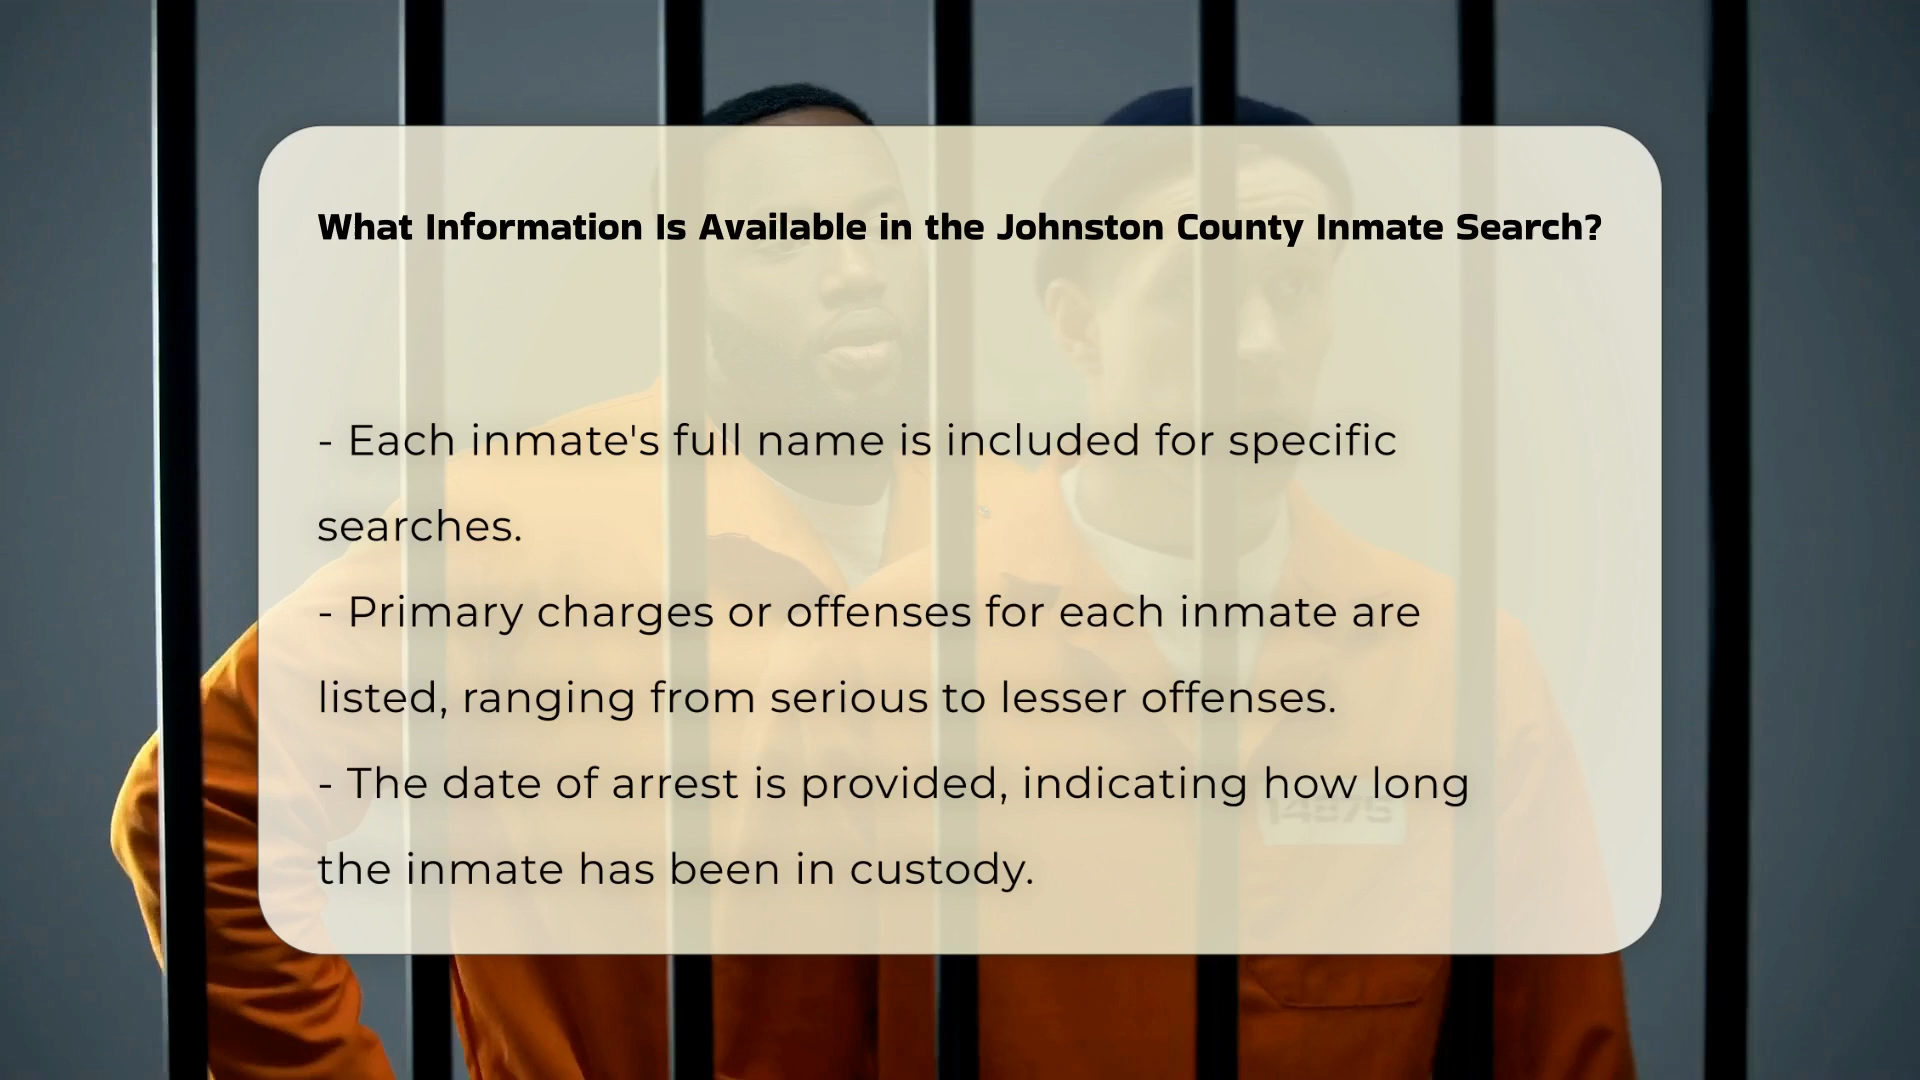 What Information Is Available in the Johnston County Inmate Search?
- Each inmate's full name is included for specific
searches.
- Primary charges or offenses for each inmate are
listed, ranging from serious to lesser offenses.
- The date of arrest is provided, indicating how long
the inmate has been in custody.
14875